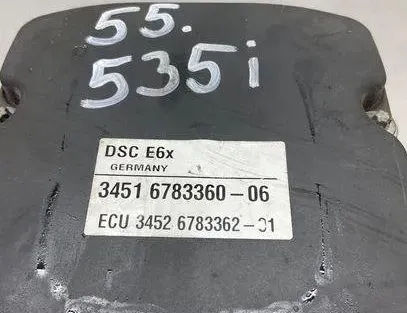 55.
535i
DSC E6x
GERMANY
3451 6783360-06
ECU 3452 6783362-01